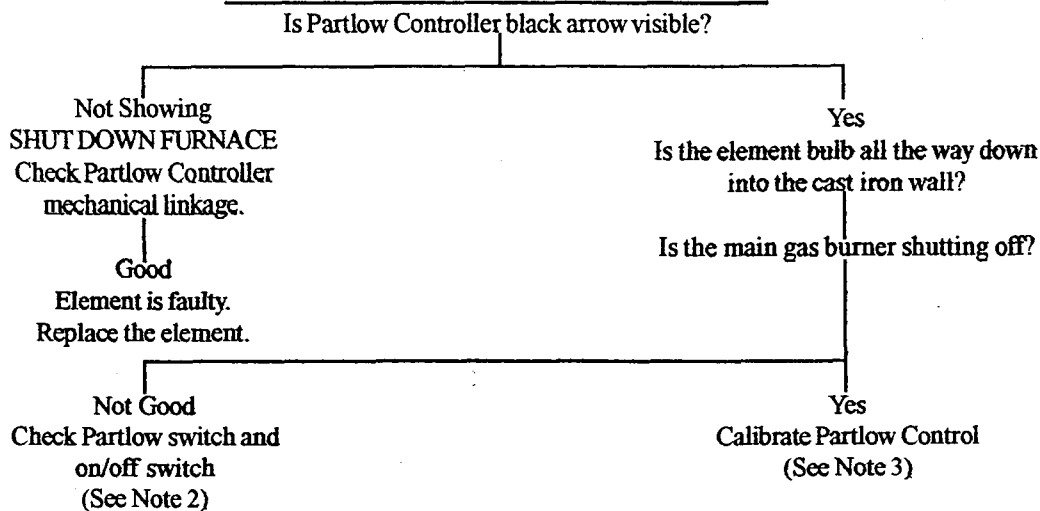 Is Partlow Controller black arrow visible?
Not Showing
SHUT DOWN FURNACE
Check Partlow Controller
mechanical linkage.
Good
Element is faulty.
Replace the element.
Yes
Is the element bulb all the way down
into the cast iron wall?
Is the main gas burner shutting off?
Not Good
Check Partlow switch and
on/off switch
(See Note 2)
Yes
Calibrate Partlow Control
(See Note 3)